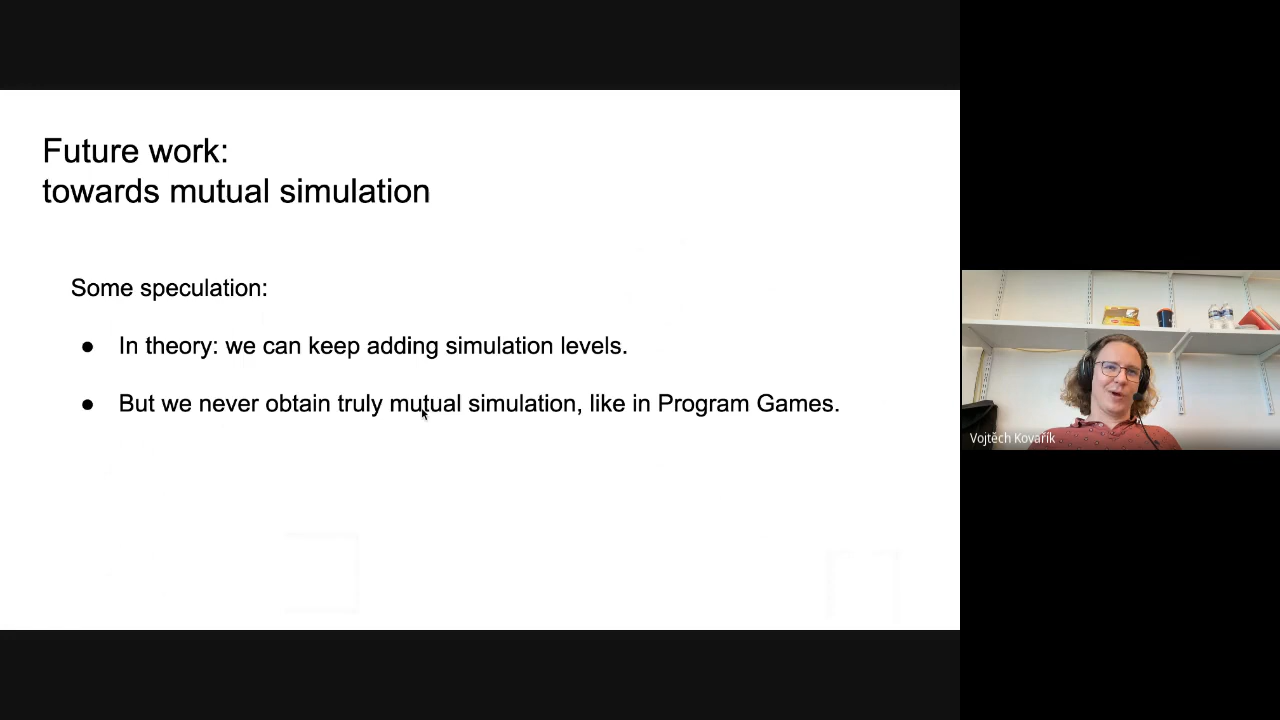 Future work:
towards mutual simulation
Some speculation:
● In theory: we can keep adding simulation levels.
● But we never obtain truly mutual simulation, like in Program Games.
Vojtěch Kovařík